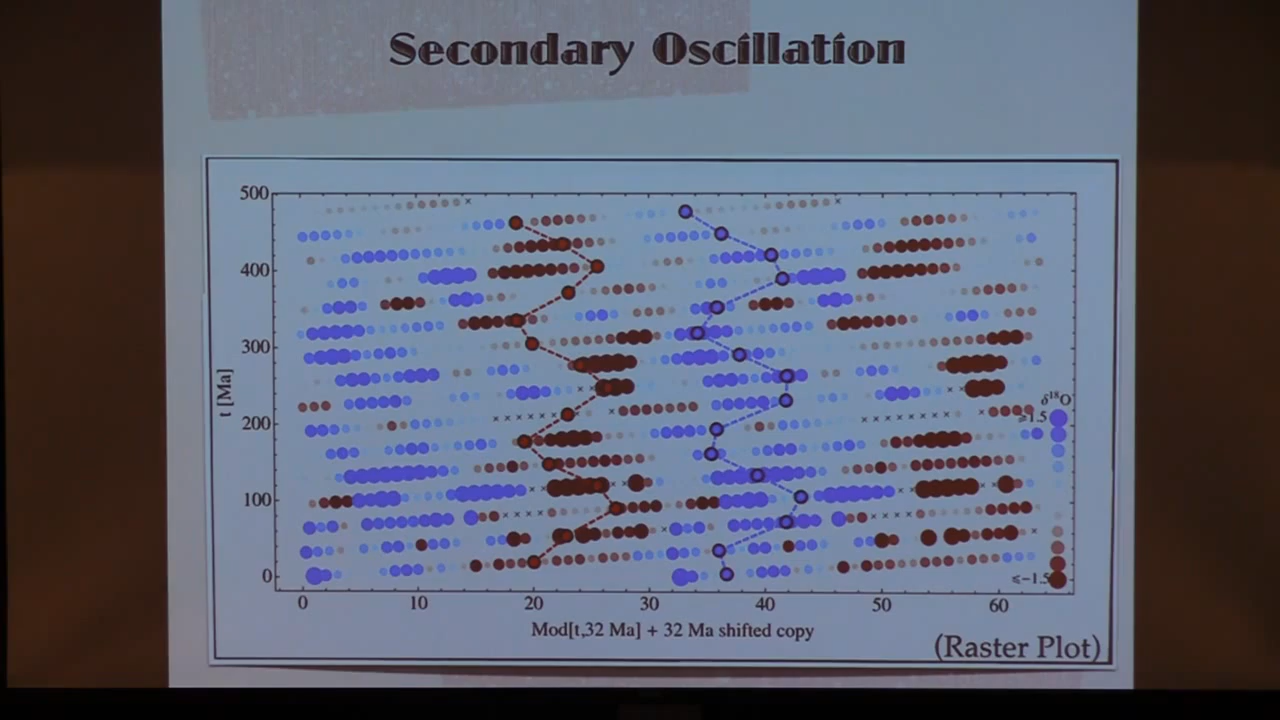 Secondary Oscillation
500
400
300
200
100
0
t [Ma]
0 10 20 30 40 50 60
Mod[t,32 Ma] + 32 Ma shifted copy
δ¹⁸O
≥1.5
≤-1.5
(Raster Plot)